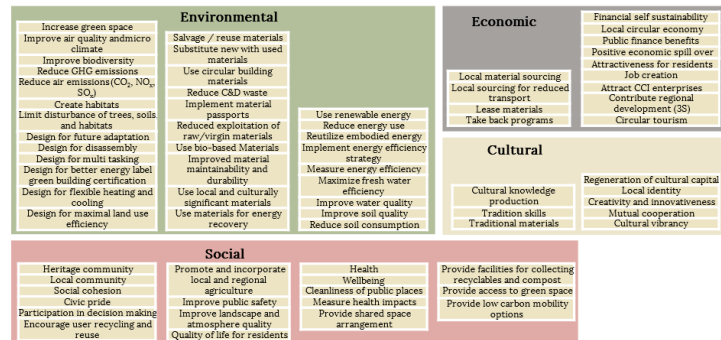 Environmental
Increase green space
Improve air quality andmicro
climate
Improve biodiversity
Reduce GHG emissions
Reduce air emissions (CO2, NOx,
SOx)
Create habitats
Limit disturbance of trees, soils
and habitats
Design for future adaptation
Design for disassembly
Design for multi tasking
Design for better energy label
green building certification
Design for flexible heating and
cooling
Design for maximal land use
efficiency
Salvage / reuse materials
Substitute new with used
materials
Use circular building
materials
Reduce C&D waste
Implement material
passports
Reduced exploitation of
raw/virgin materials
Use bio-based Materials
Improved material
maintainability and
durability
Use local and culturally
significant materials
Use materials for energy
recovery
Use renewable energy
Reduce energy use
Reutilize embodied energy
Implement energy efficiency
strategy
Measure energy efficiency
Maximize fresh water
efficiency
Improve water quality
Improve soil quality
Reduce soil consumption
Economic
Local material sourcing
Local sourcing for reduced
transport
Lease materials
Take back programs
Financial self sustainability
Local circular economy
Public finance benefits
Positive economic spill over
Attractiveness for residents
Job creation
Attract CCI enterprises
Contribute regional
development (3S)
Circular tourism
Cultural
Cultural knowledge
production
Tradition skills
Traditional materials
Regeneration of cultural capital
Local identity
Creativity and innovativeness
Mutual cooperation
Cultural vibrancy
Social
Heritage community
Local community
Social cohesion
Civic pride
Participation in decision making
Encourage user recycling and
reuse
Promote and incorporate
local and regional
agriculture
Improve public safety
Improve landscape and
atmosphere quality
Quality of life for residents
Health
Wellbeing
Cleanliness of public places
Measure health impacts
Provide shared space
arrangement
Provide facilities for collecting
recyclables and compost
Provide access to green space
Provide low carbon mobility
options